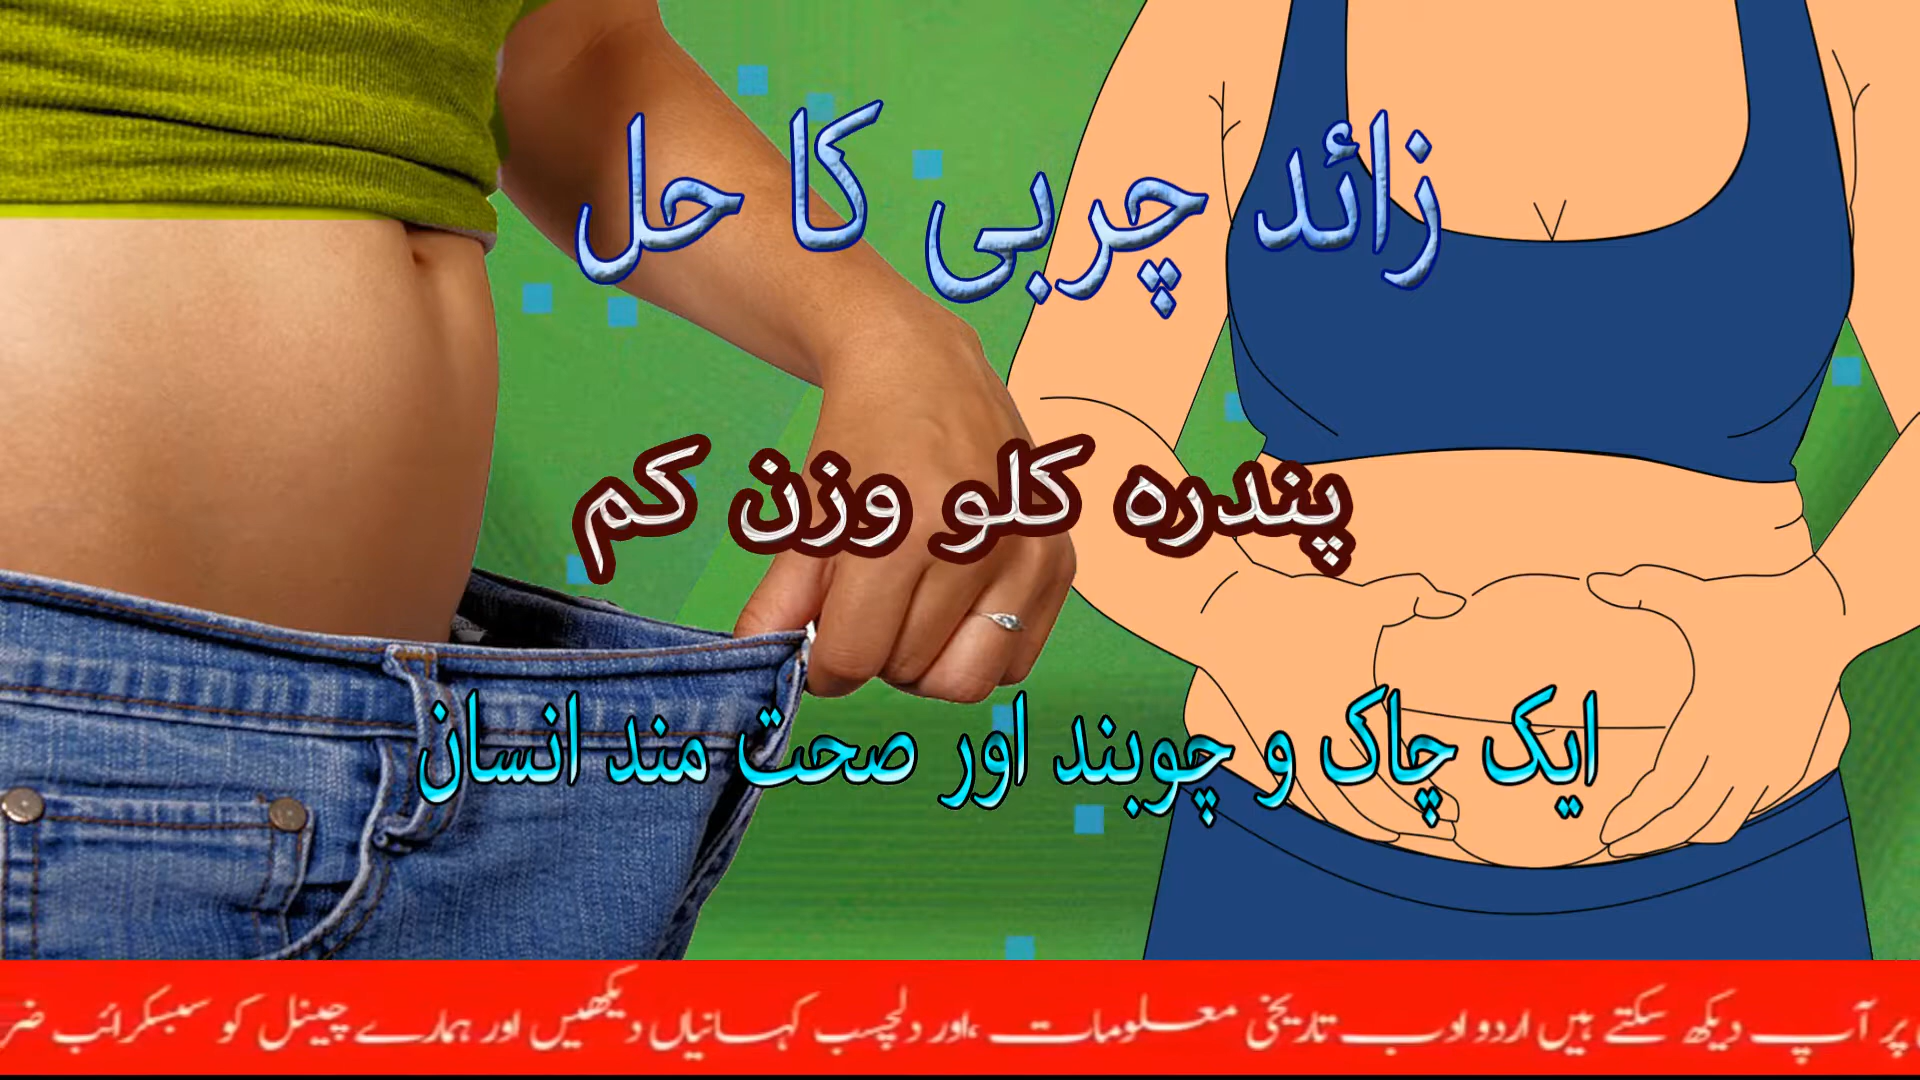 زائد چربی کا حل
پندرہ کلو وزن کم
ایک چاک و چوبند اور صحت مند انسان
پر آپ دیکھ سکتے ہیں اردو ادب تاریخی معلومات ،اور دلچسپ کہانیاں دیکھیں اور ہمارے چینل کو سبسکرائب